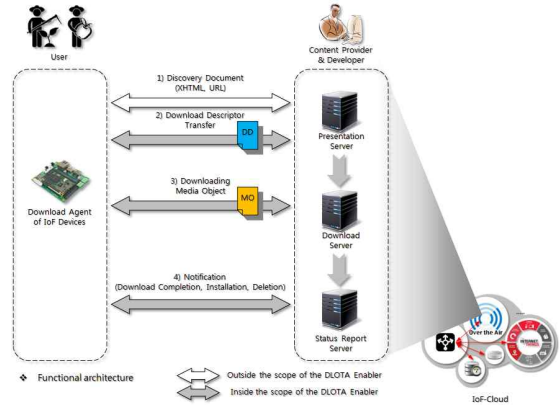 User
Content Provider
& Developer
1) Discovery Document
(XHTML, URL)
2) Download Descriptor
Transfer
DD
Presentation
Server
3) Downloading
Media Object
MO
Download Agent
of IoF Devices
Download
Server
4) Notification
(Download Completion, Installation, Deletion)
Status Report
Server
Over the Air
INTERNET
THINGS
IoF-Cloud
❖ Functional architecture
Outside the scope of the DLOTA Enabler
Inside the scope of the DLOTA Enabler